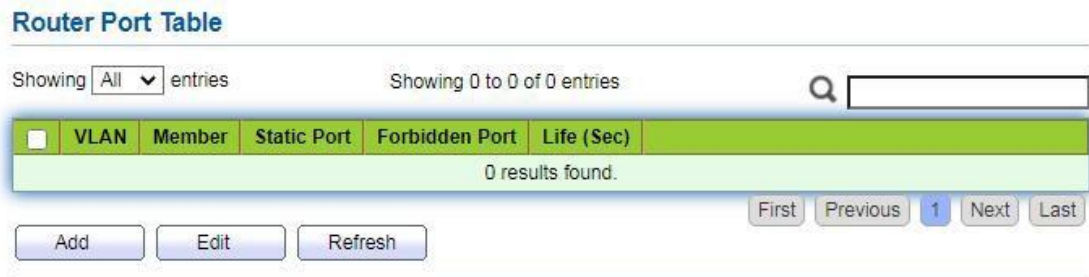 Router Port Table
Showing All entries Showing 0 to 0 of 0 entries
VLAN Member Static Port Forbidden Port Life (Sec)
0 results found.
First Previous 1 Next Last
Add Edit Refresh